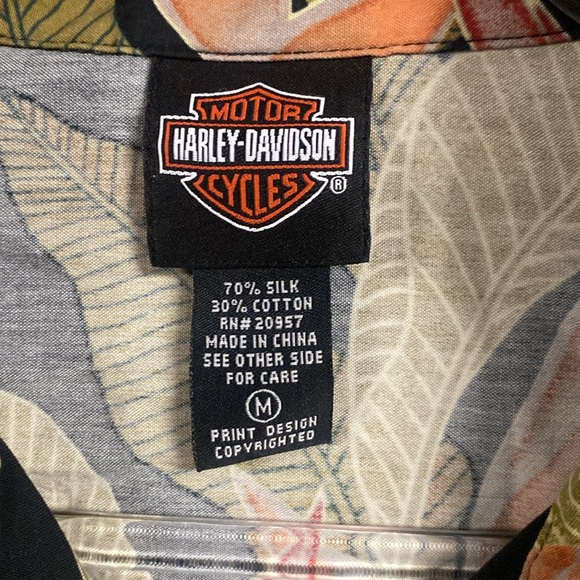 MOTOR
HARLEY-DAVIDSON
CYCLES
®
70% SILK
30% COTTON
RN# 20957
MADE IN CHINA
SEE OTHER SIDE
FOR CARE
M
PRINT DESIGN
COPYRIGHTED